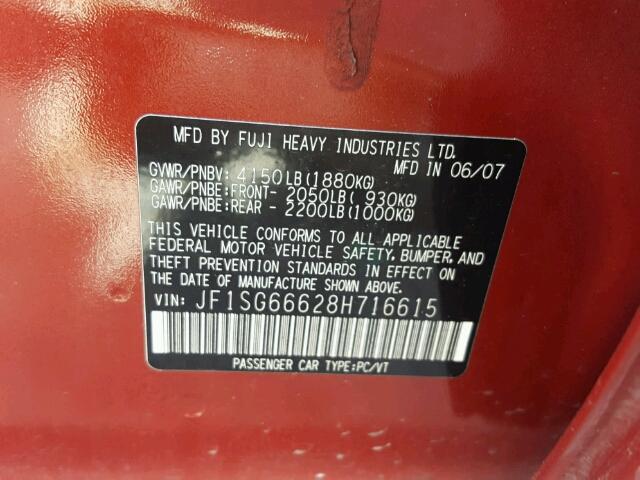 MFD BY FUJI HEAVY INDUSTRIES LTD.
MFD IN 06/07
GVWR/PNBV: 4150LB(1880KG)
GAWR/PNBE:FRONT- 2050LB( 930KG)
GAWR/PNBE:REAR - 2200LB(1000KG)
THIS VEHICLE CONFORMS TO ALL APPLICABLE
FEDERAL MOTOR VEHICLE SAFETY, BUMPER, AND
THEFT PREVENTION STANDARDS IN EFFECT ON
THE DATE OF MANUFACTURE SHOWN ABOVE.
VIN: JF1SG66628H716615
PASSENGER CAR TYPE:PC/VT